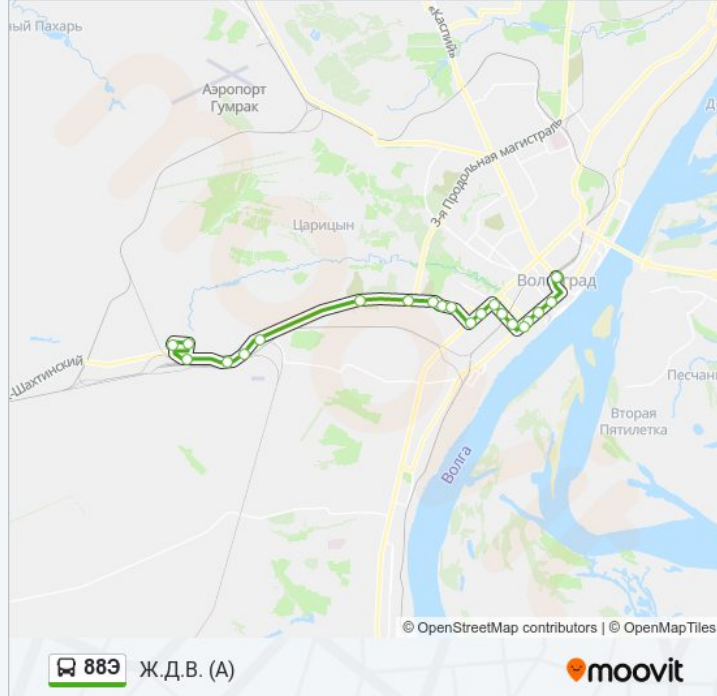 ный Пахарь
«Каспий»
Аэропорт
Гумрак
3-я Продольная магистраль
Д
Царицын
Волгоград
-Шахтинский
Песчан
Вторая
Пятилетка
Волга
© OpenStreetMap contributors | © OpenMapTiles
88Э Ж.Д.В. (А)
moovit